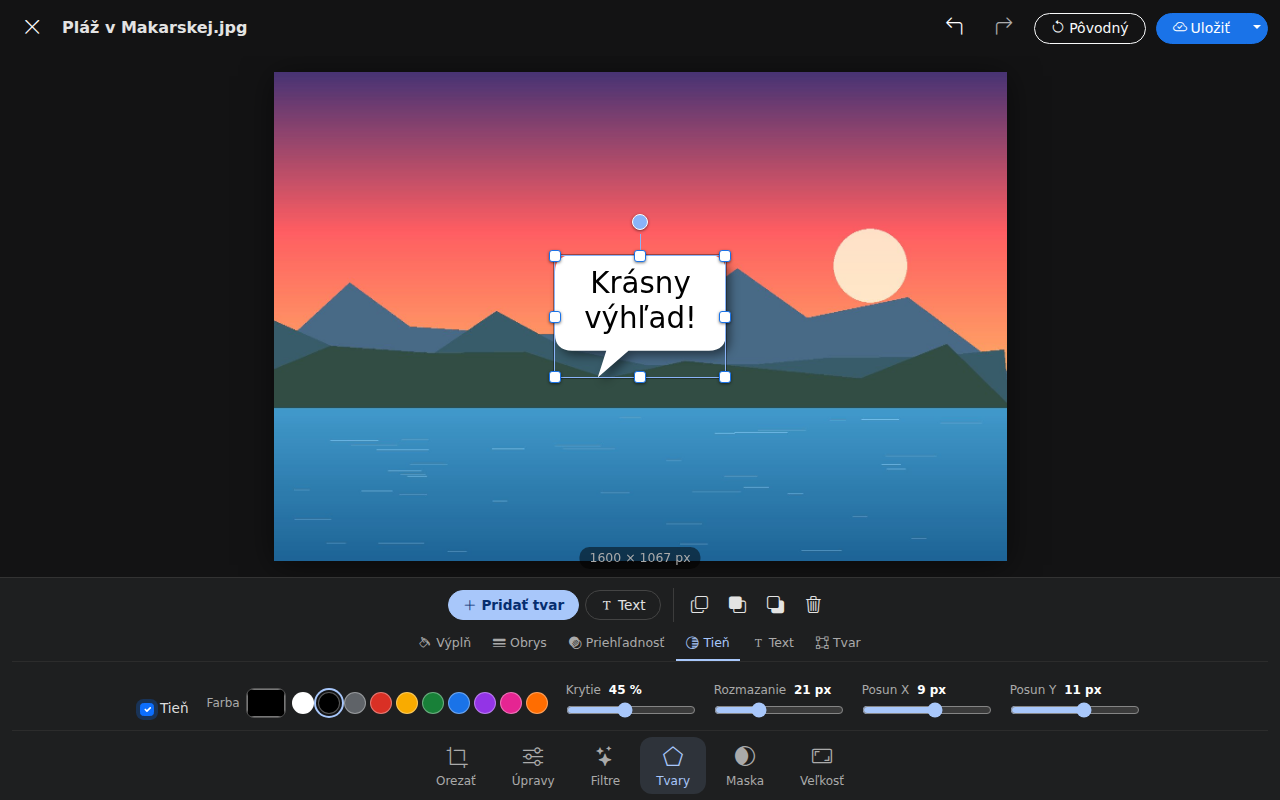 Pláž v Makarskej.jpg
Pôvodný
Uložiť
Krásny
výhľad!
1600 × 1067 px
Pridať tvar
Text
Výplň
Obrys
Priehľadnosť
Tieň
Text
Tvar
Tieň
Farba
Krytie 45 %
Rozmazanie 21 px
Posun X 9 px
Posun Y 11 px
Orezať
Úpravy
Filtre
Tvary
Maska
Veľkosť